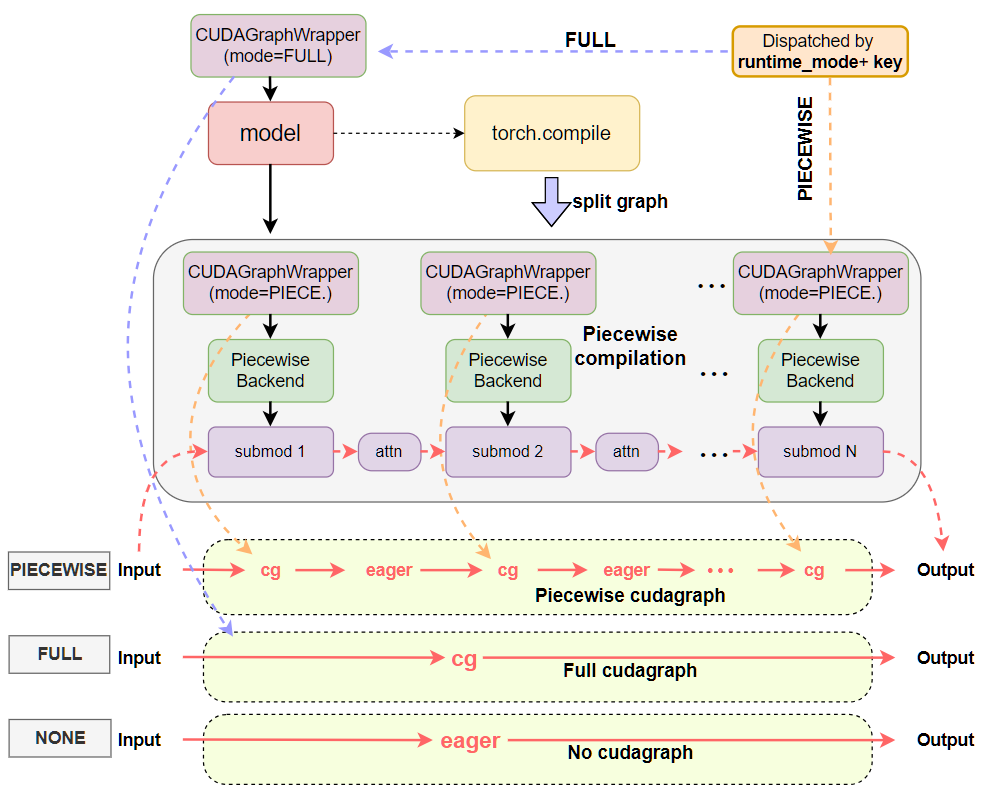 CUDAGraphWrapper
(mode=FULL)
FULL
Dispatched by
runtime_mode+ key
model
torch.compile
PIECEWISE
split graph
CUDAGraphWrapper
(mode=PIECE.)
CUDAGraphWrapper
(mode=PIECE.)
...
CUDAGraphWrapper
(mode=PIECE.)
Piecewise
compilation
Piecewise
Backend
Piecewise
Backend
...
Piecewise
Backend
submod 1
attn
submod 2
attn
...
submod N
PIECEWISE
Input
cg
eager
cg
eager
...
cg
Output
Piecewise cudagraph
FULL
Input
cg
Output
Full cudagraph
NONE
Input
eager
Output
No cudagraph